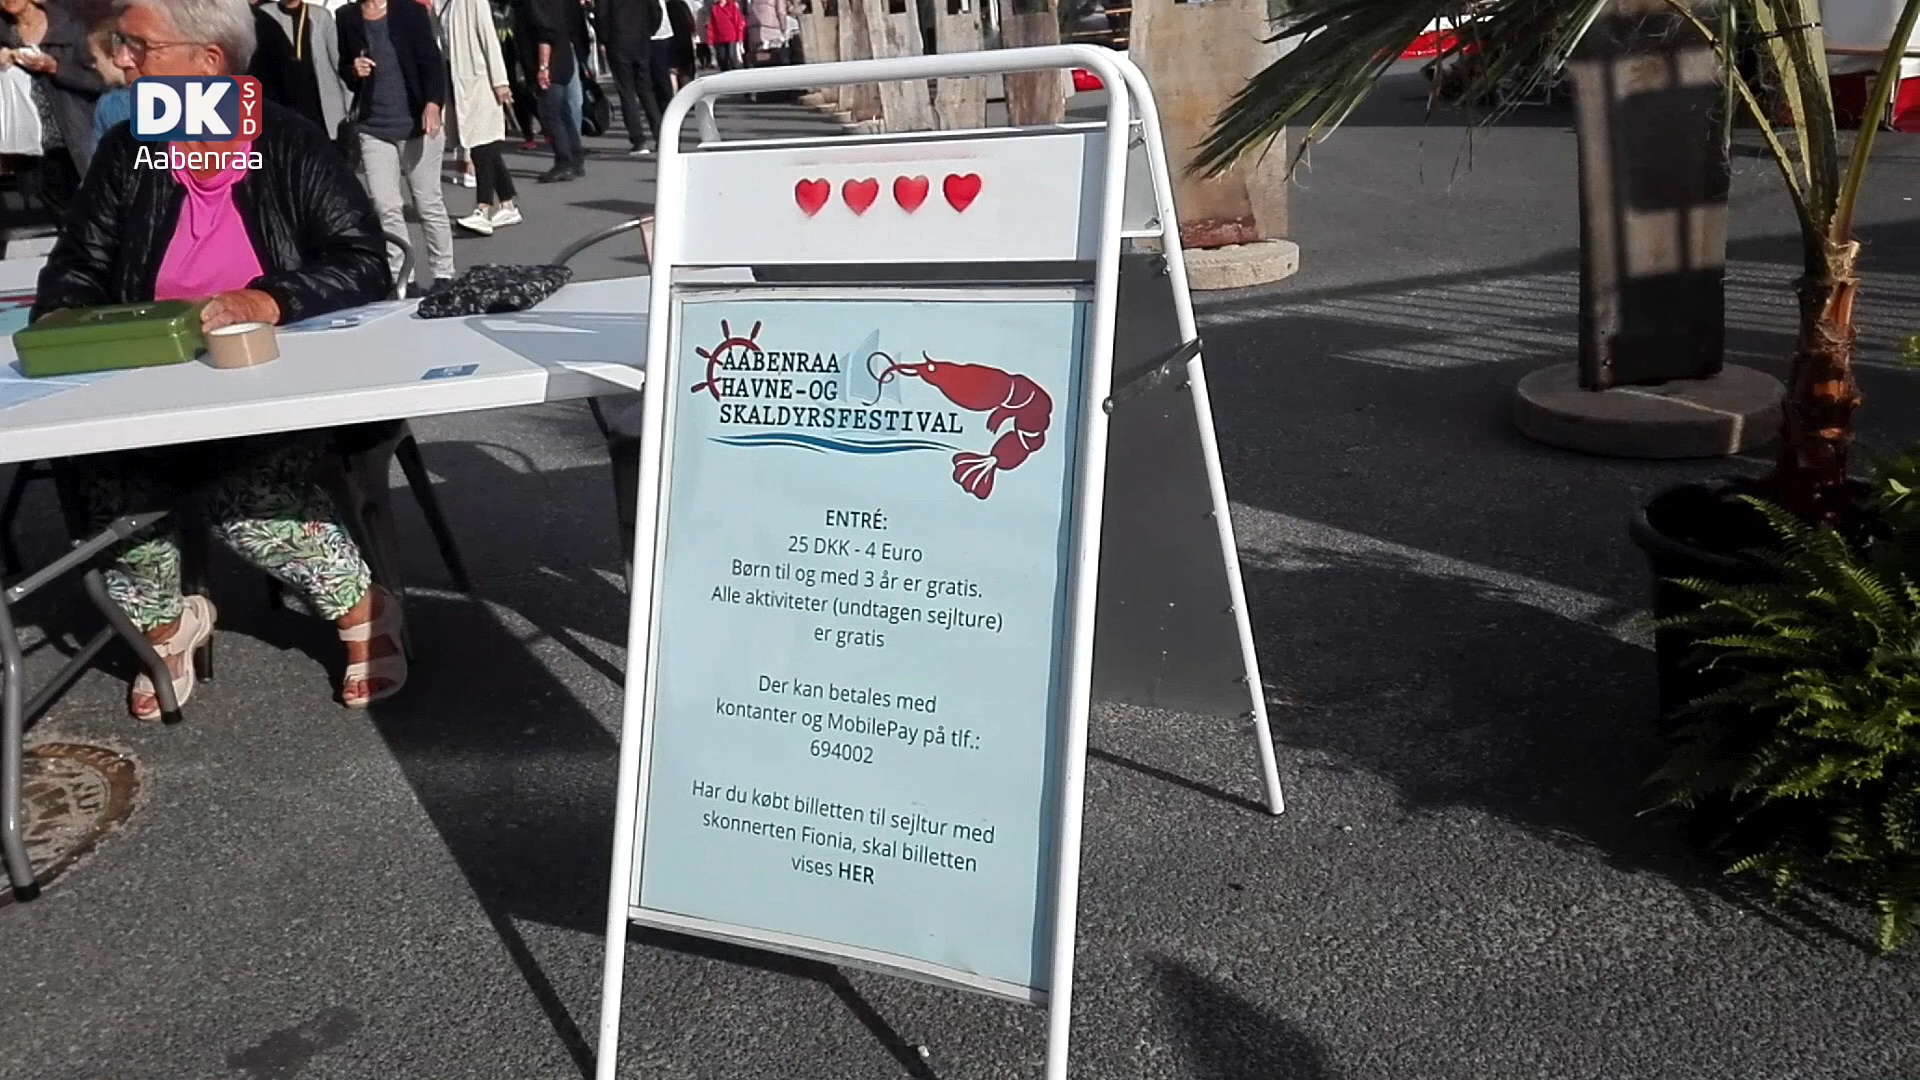 DK SYD
Aabenraa
AABENRAA
HAVNE-OG
SKALDYRSFESTIVAL
ENTRÉ:
25 DKK - 4 Euro
Børn til og med 3 år er gratis.
Alle aktiviteter (undtagen sejlture)
er gratis
Der kan betales med
kontanter og MobilePay på tlf.:
694002
Har du købt billetten til sejltur med
skonnerten Fionia, skal billetten
vises HER